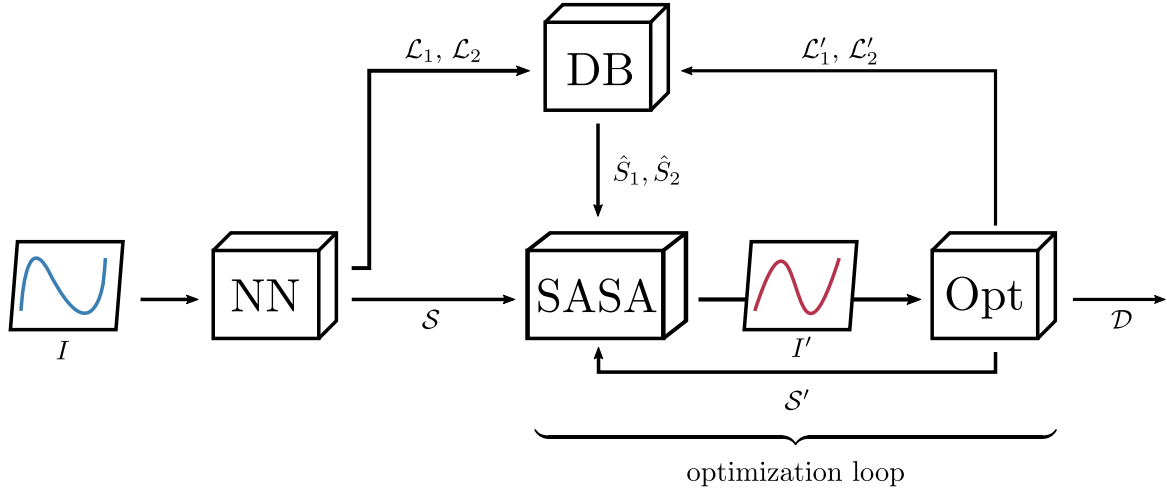 ℒ₁, ℒ₂
DB
ℒ′₁, ℒ′₂
Ŝ₁, Ŝ₂
I
NN
𝒮
SASA
I′
Opt
𝒟
𝒮′
optimization loop